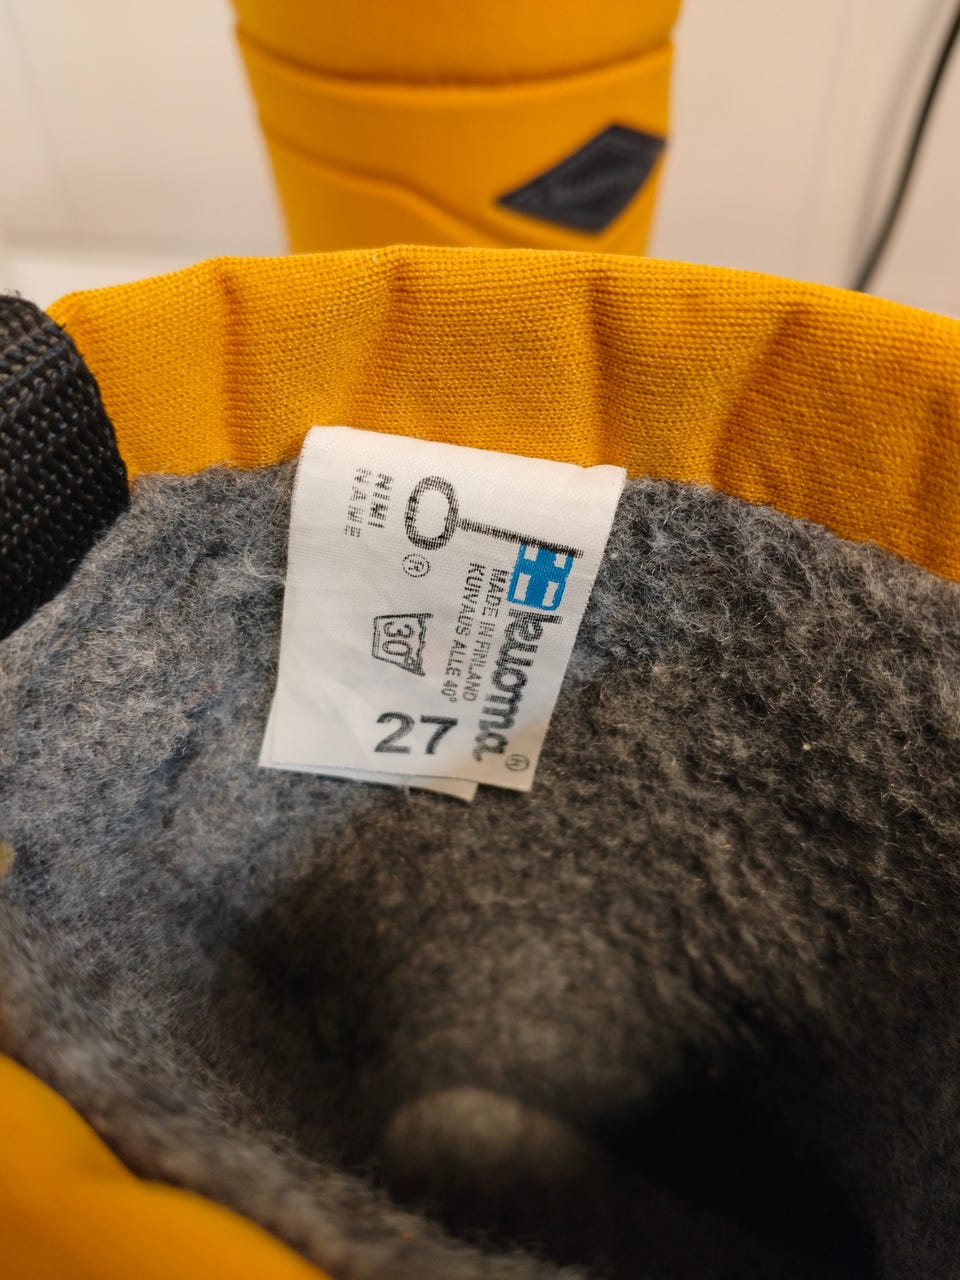 kuoma®
MADE IN FINLAND
KUIVAUS ALLE 40°
®
30°
NIMI
NAME
27